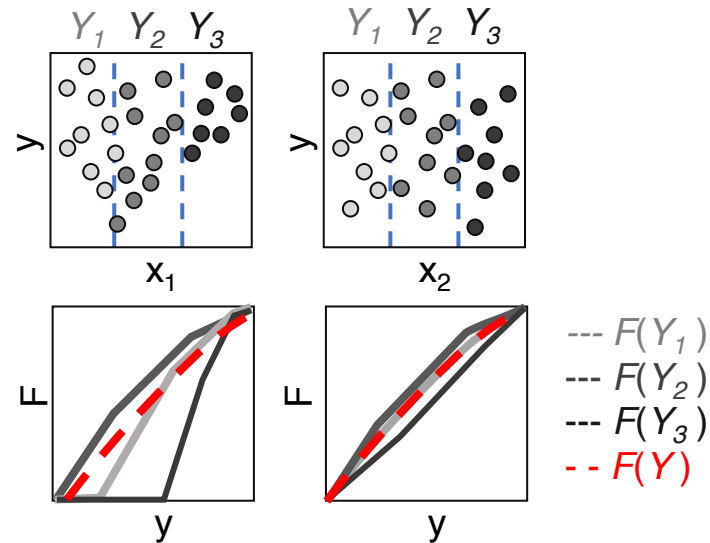 Y₁ Y₂ Y₃
Y₁ Y₂ Y₃
y
y
x₁
x₂
F
F
y
y
--- F(Y₁)
--- F(Y₂)
--- F(Y₃)
-- F(Y)